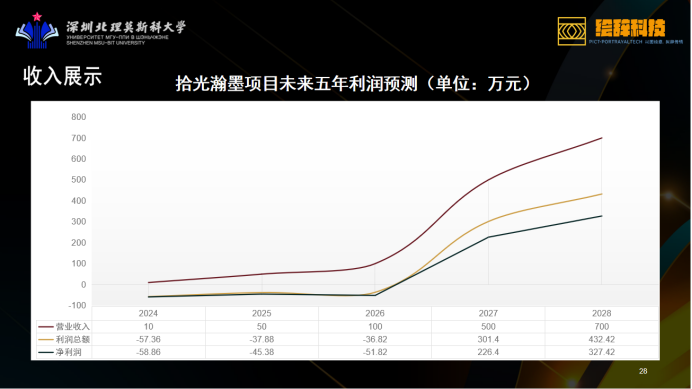 深圳北理莫斯科大学
УНИВЕРСИТЕТ МГУ-ППИ В ШЭНЬЧЖЭНЕ
SHENZHEN MSU-BIT UNIVERSITY
绘辞科技
PICT-PORTRAYALTECH
收入展示
拾光瀚墨项目未来五年利润预测（单位：万元）
800
700
600
500
400
300
200
100
0
-100
2024 2025 2026 2027 2028
营业收入 10 50 100 500 700
利润总额 -57.36 -37.88 -36.82 301.4 432.42
净利润 -58.86 -45.38 -51.82 226.4 327.42
28